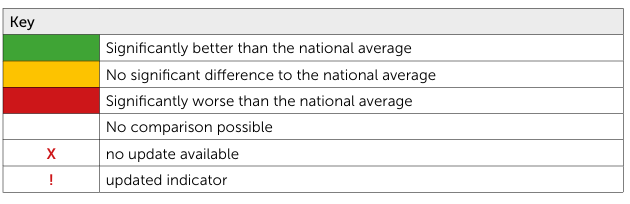 Key
Significantly better than the national average
No significant difference to the national average
Significantly worse than the national average
No comparison possible
X no update available
! updated indicator